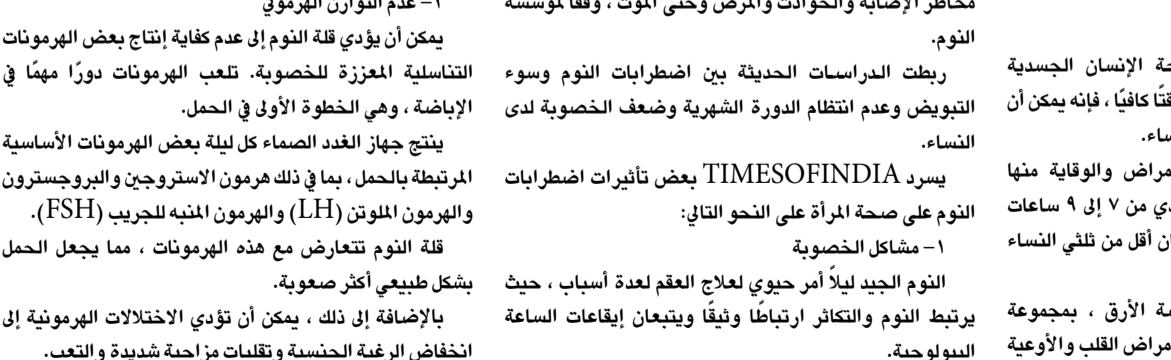 حة الإنسان الجسدية
قتًا كافيًا ، فإنه يمكن أن
ساء.
مراض والوقاية منها
دي من ٧ إلى ٩ ساعات
ان أقل من ثلثي النساء
مة الأرق ، بمجموعة
مراض القلب والأوعية
مخاطر الإصابة والحوادث والمرض وحتى الموت ، وفقًا لمؤسسة
النوم.
ربطت الدراسات الحديثة بين اضطرابات النوم وسوء
التبويض وعدم انتظام الدورة الشهرية وضعف الخصوبة لدى
النساء.
يسرد TIMESOFINDIA بعض تأثيرات اضطرابات
النوم على صحة المرأة على النحو التالي:
١- مشاكل الخصوبة
النوم الجيد ليلاً أمر حيوي لعلاج العقم لعدة أسباب ، حيث
يرتبط النوم والتكاثر ارتباطًا وثيقًا ويتبعان إيقاعات الساعة
البيولوجية.
١- عدم التوازن الهرموني
يمكن أن يؤدي قلة النوم إلى عدم كفاية إنتاج بعض الهرمونات
التناسلية المعززة للخصوبة. تلعب الهرمونات دورًا مهمًا في
الإباضة ، وهي الخطوة الأولى في الحمل.
ينتج جهاز الغدد الصماء كل ليلة بعض الهرمونات الأساسية
المرتبطة بالحمل ، بما في ذلك هرمون الاستروجين والبروجسترون
والهرمون الملوتن (LH) والهرمون المنبه للجريب (FSH).
قلة النوم تتعارض مع هذه الهرمونات ، مما يجعل الحمل
بشكل طبيعي أكثر صعوبة.
بالإضافة إلى ذلك ، يمكن أن تؤدي الاختلالات الهرمونية إلى
انخفاض الرغبة الجنسية وتقلبات مزاجية شديدة والتعب.